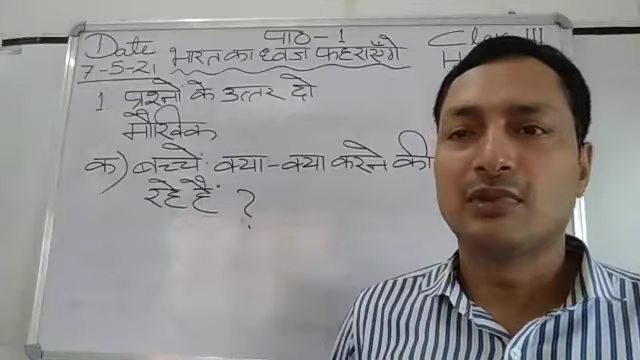 Date
7-5-21
पाठ-1
भारत का ध्वज फहराएँगे
Class III
H
1. प्रश्नों के उत्तर दो
मौखिक
क) बच्चें क्या-क्या करने की
रहे हैं ?